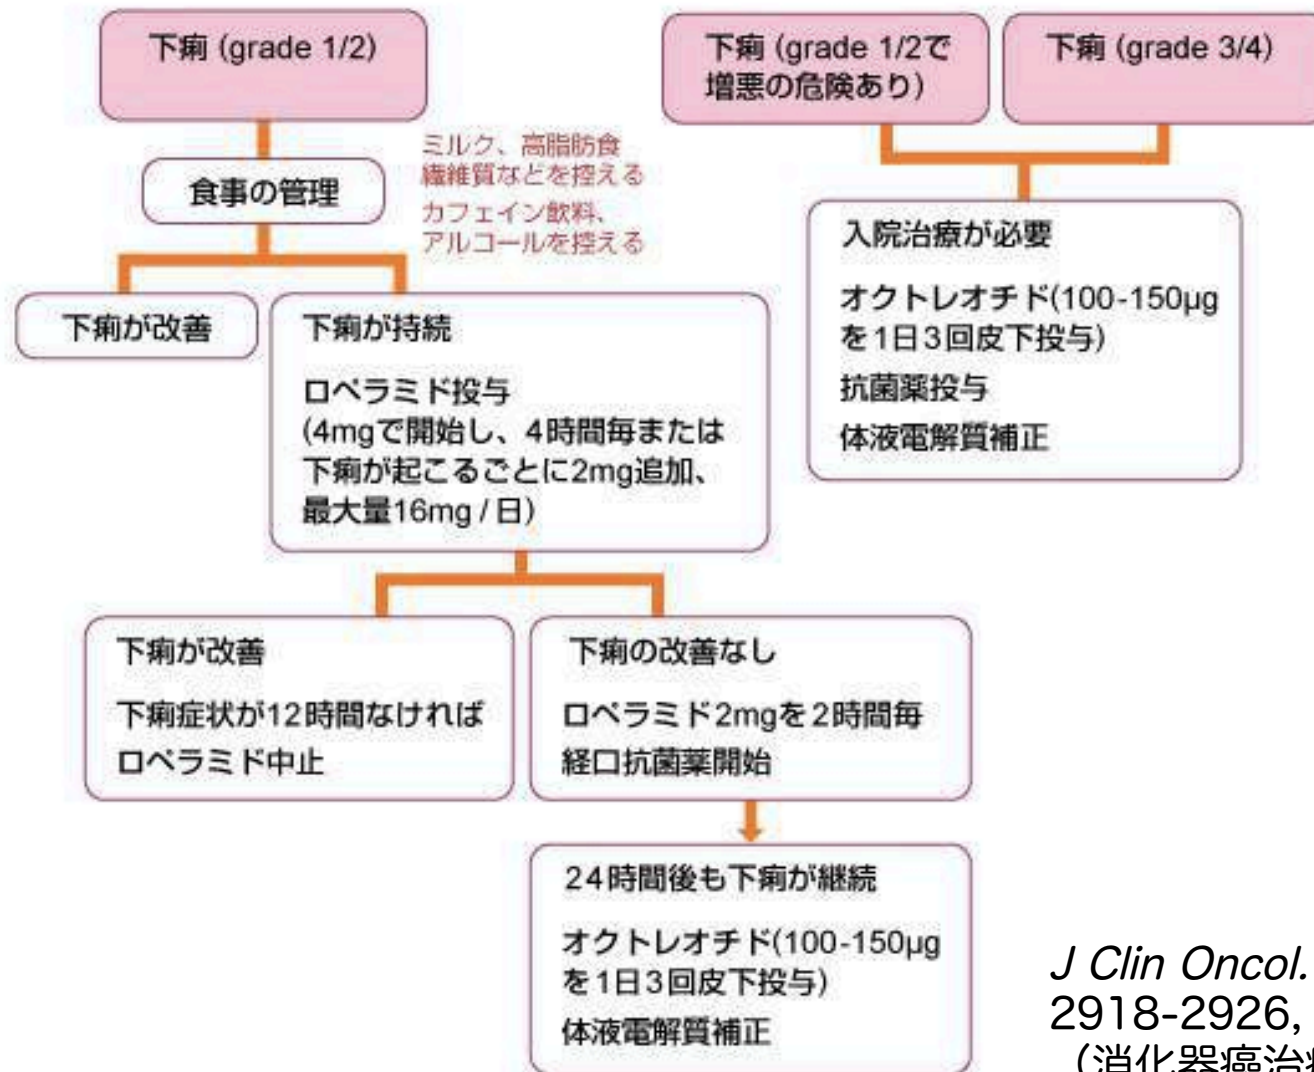 下痢 (grade 1/2)
食事の管理
ミルク、高脂肪食
繊維質などを控える
カフェイン飲料、
アルコールを控える
下痢が改善
下痢が持続
ロペラミド投与
(4mgで開始し、4時間毎または
下痢が起こるごとに2mg追加、
最大量16mg / 日)
下痢が改善
下痢症状が12時間なければ
ロペラミド中止
下痢の改善なし
ロペラミド2mgを2時間毎
経口抗菌薬開始
24時間後も下痢が継続
オクトレオチド(100-150μg
を1日3回皮下投与)
体液電解質補正
下痢 (grade 1/2で
増悪の危険あり)
下痢 (grade 3/4)
入院治療が必要
オクトレオチド(100-150μg
を1日3回皮下投与)
抗菌薬投与
体液電解質補正
J Clin Oncol.
2918-2926,
（消化器癌治